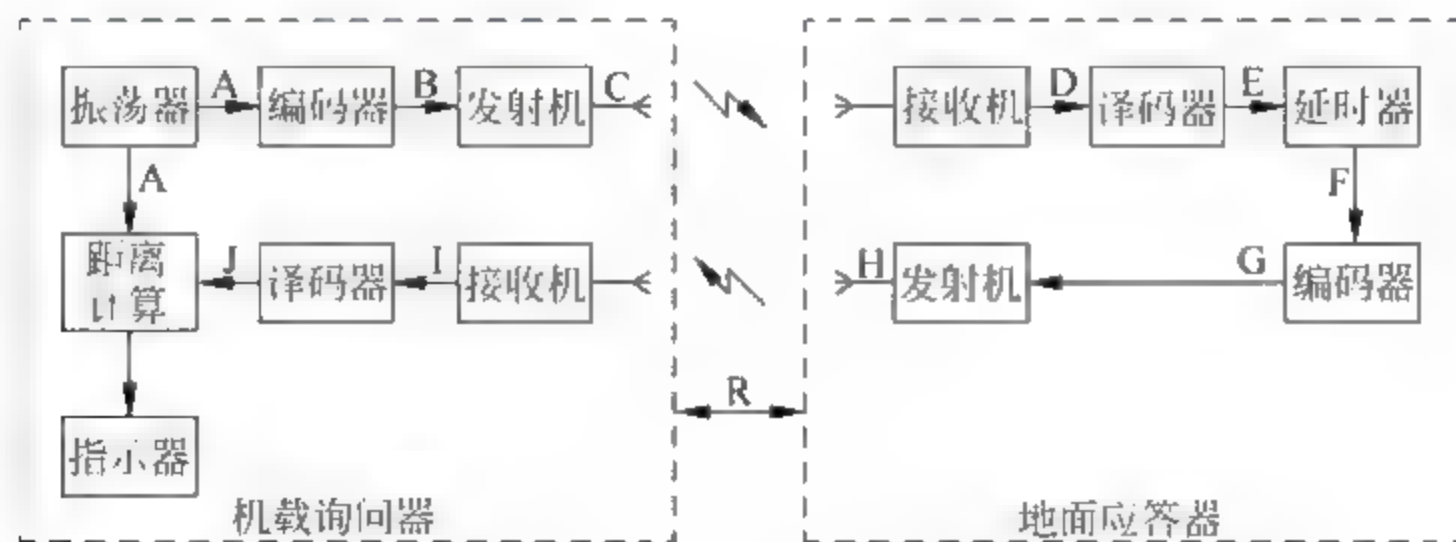 振荡器 A 编码器 B 发射机 C 接收机 D 译码器 E 延时器
A F
距离计算 J 译码器 I 接收机 H 发射机 G 编码器
R
指示器
机载询问器 地面应答器